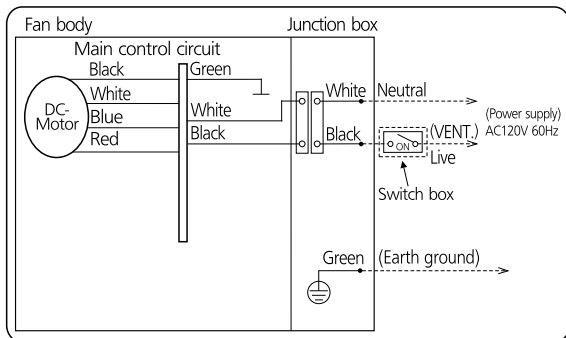 Fan body
Junction box
Main control circuit
Black
Green
White
Blue
Red
DC-
Motor
White
Black
White
Neutral
Black
ON
(VENT.)
Live
(Power supply)
AC120V 60Hz
Switch box
Green
(Earth ground)